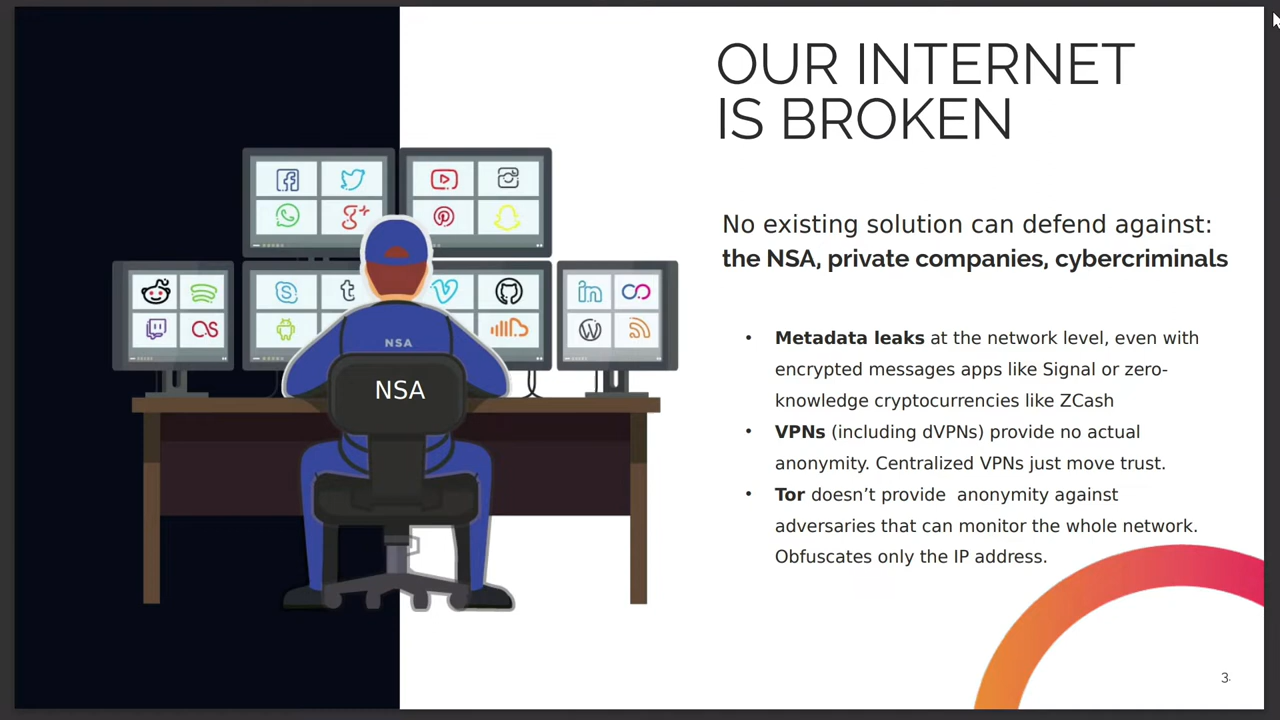 OUR INTERNET
IS BROKEN
No existing solution can defend against:
the NSA, private companies, cybercriminals
• Metadata leaks at the network level, even with
encrypted messages apps like Signal or zero-
knowledge cryptocurrencies like ZCash
• VPNs (including dVPNs) provide no actual
anonymity. Centralized VPNs just move trust.
• Tor doesn’t provide  anonymity against
adversaries that can monitor the whole network.
Obfuscates only the IP address.
NSA
NSA
3